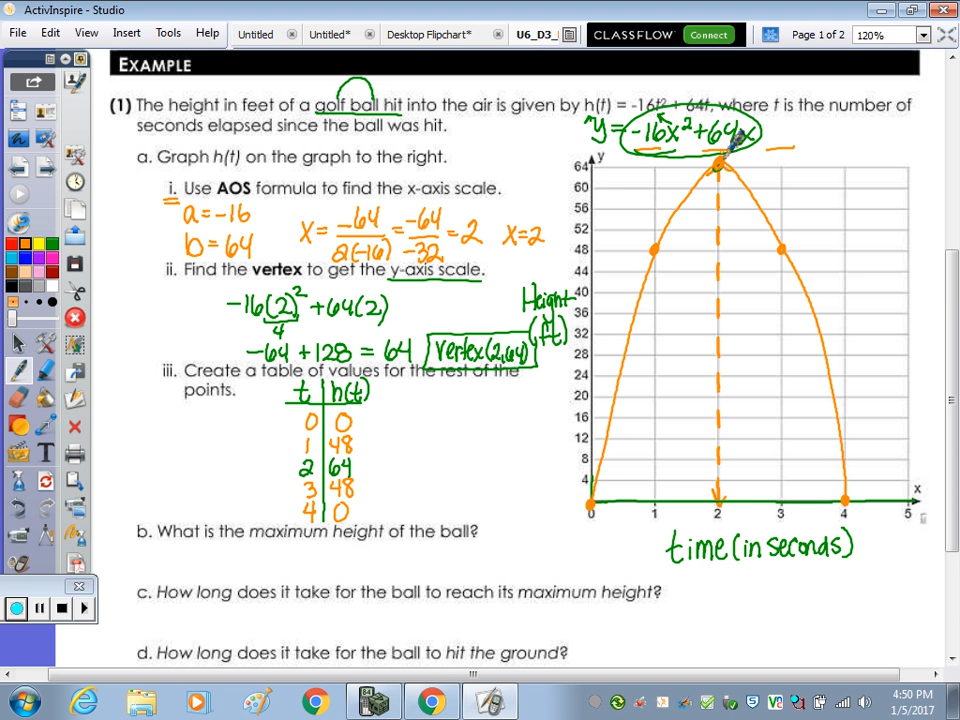 ActivInspire - Studio
File Edit View Insert Tools Help Untitled Untitled* Desktop Flipchart* U6_D3_ CLASSFLOW Connect Page 1 of 2 120%
EXAMPLE
(1) The height in feet of a golf ball hit into the air is given by h(t) = -16t² + 64t, where t is the number of
seconds elapsed since the ball was hit.
y = -16x² + 64x
a. Graph h(t) on the graph to the right.
i. Use AOS formula to find the x-axis scale.
a = -16
b = 64
x = -64/2(-16) = -64/-32 = 2 x = 2
ii. Find the vertex to get the y-axis scale.
-16(2)² + 64(2)
4
-64 + 128 = 64 vertex (2,64)
iii. Create a table of values for the rest of the
points.
t h(t)
0 0
1 48
2 64
3 48
4 0
Height
(ft)
y
64
60
56
52
48
44
40
36
32
28
24
20
16
12
8
4
x
0 1 2 3 4 5
time (in seconds)
b. What is the maximum height of the ball?
c. How long does it take for the ball to reach its maximum height?
d. How long does it take for the ball to hit the ground?
4:50 PM
1/5/2017